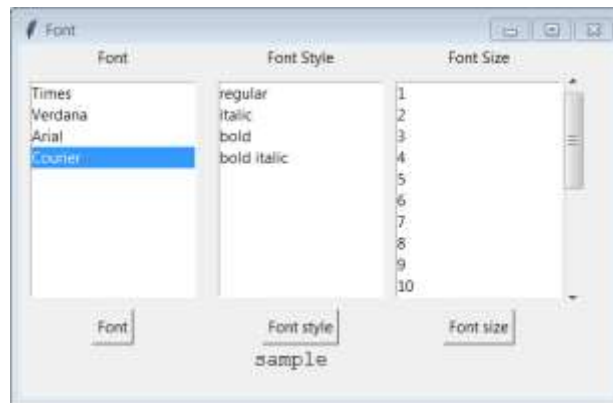 Font
Font Font Style Font Size
Times regular 1
Verdana italic 2
Arial bold 3
Courier bold italic 4
5
6
7
8
9
10
Font Font style Font size
sample